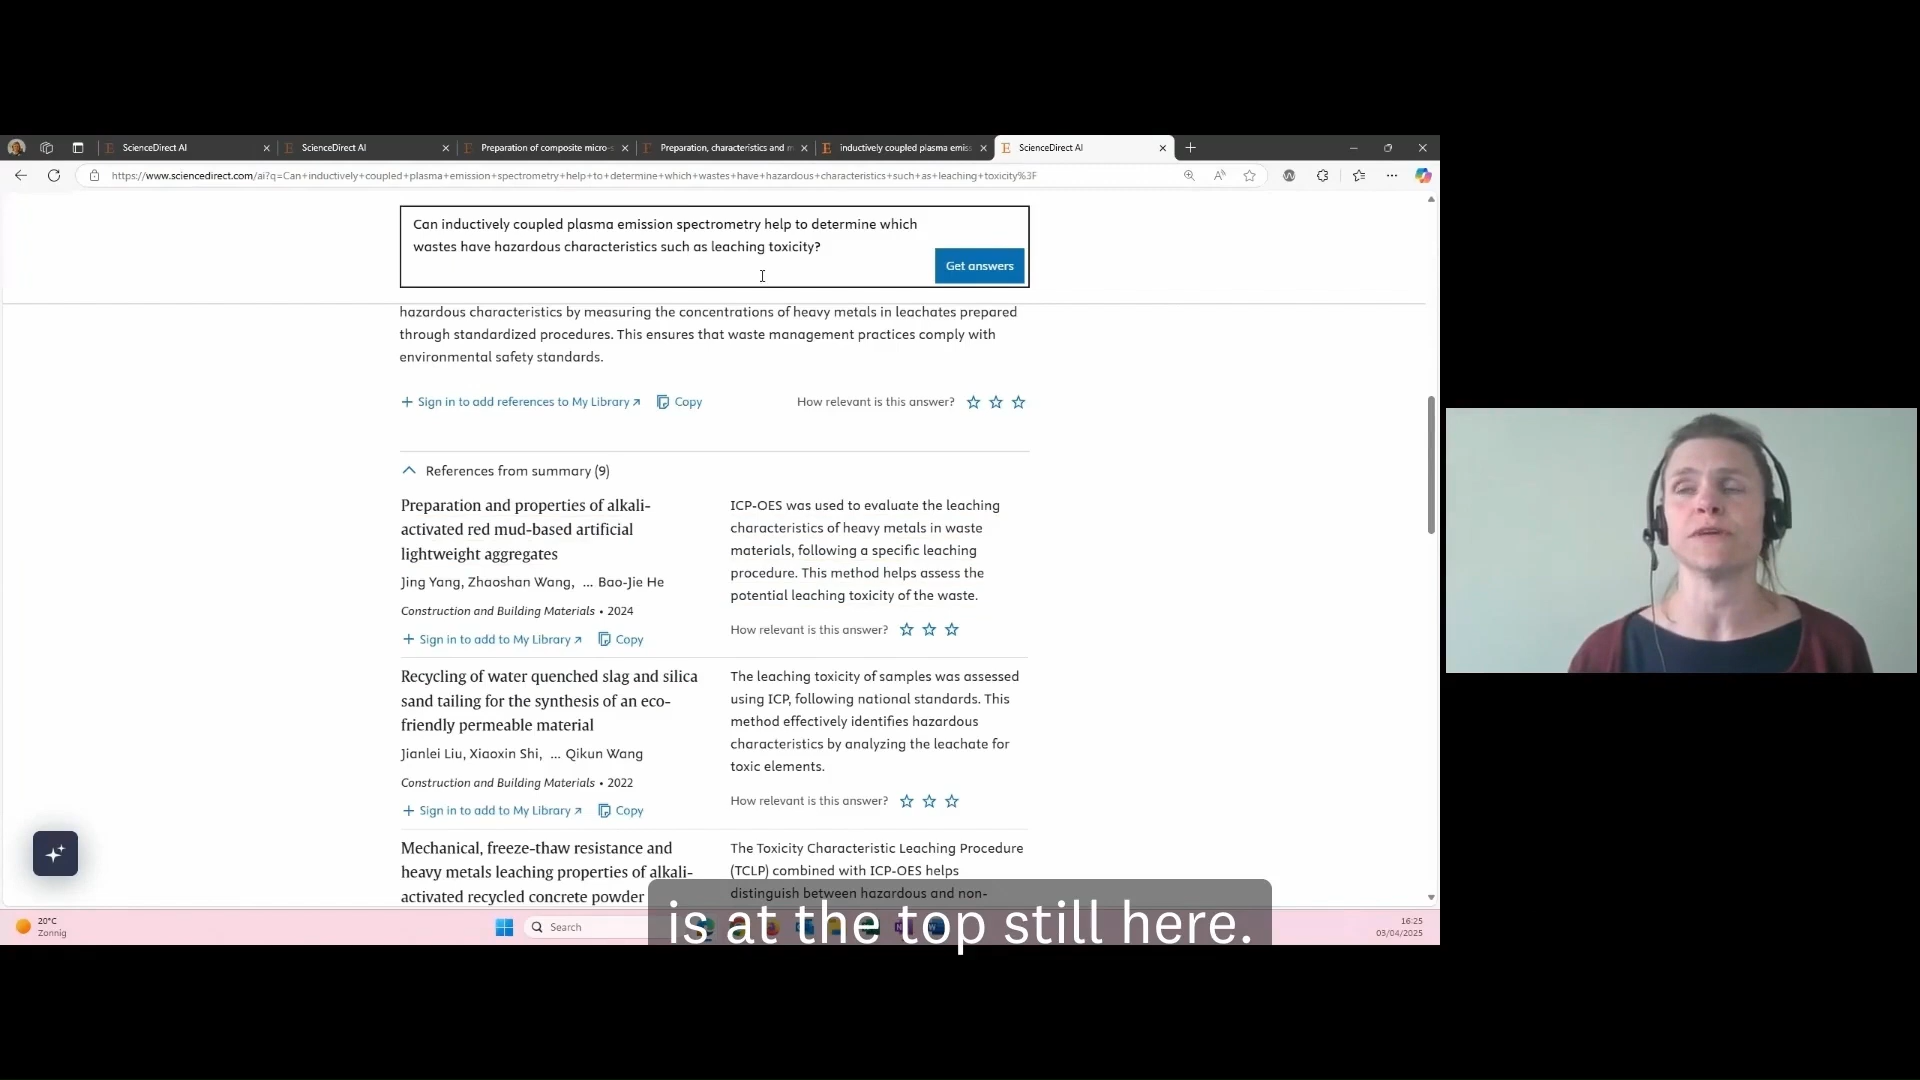 ScienceDirect AI
ScienceDirect AI
Preparation of composite micro-s
Preparation, characteristics and m
inductively coupled plasma emis
ScienceDirect AI
https://www.sciencedirect.com/ai?q=Can+inductively+coupled+plasma+emission+spectrometry+help+to+determine+which+wastes+have+hazardous+characteristics+such+as+leaching+toxicity%3F
Can inductively coupled plasma emission spectrometry help to determine which
wastes have hazardous characteristics such as leaching toxicity?
Get answers
hazardous characteristics by measuring the concentrations of heavy metals in leachates prepared
through standardized procedures. This ensures that waste management practices comply with
environmental safety standards.
+ Sign in to add references to My Library ↗ Copy
How relevant is this answer?
References from summary (9)
Preparation and properties of alkali-
activated red mud-based artificial
lightweight aggregates
Jing Yang, Zhaoshan Wang, ... Bao-Jie He
Construction and Building Materials • 2024
+ Sign in to add to My Library ↗ Copy
ICP-OES was used to evaluate the leaching
characteristics of heavy metals in waste
materials, following a specific leaching
procedure. This method helps assess the
potential leaching toxicity of the waste.
How relevant is this answer?
Recycling of water quenched slag and silica
sand tailing for the synthesis of an eco-
friendly permeable material
Jianlei Liu, Xiaoxin Shi, ... Qikun Wang
Construction and Building Materials • 2022
+ Sign in to add to My Library ↗ Copy
The leaching toxicity of samples was assessed
using ICP, following national standards. This
method effectively identifies hazardous
characteristics by analyzing the leachate for
toxic elements.
How relevant is this answer?
Mechanical, freeze-thaw resistance and
heavy metals leaching properties of alkali-
activated recycled concrete powder
The Toxicity Characteristic Leaching Procedure
(TCLP) combined with ICP-OES helps
distinguish between hazardous and non-
is at the top still here.
20°C
Zonnig
Search
16:25
03/04/2025